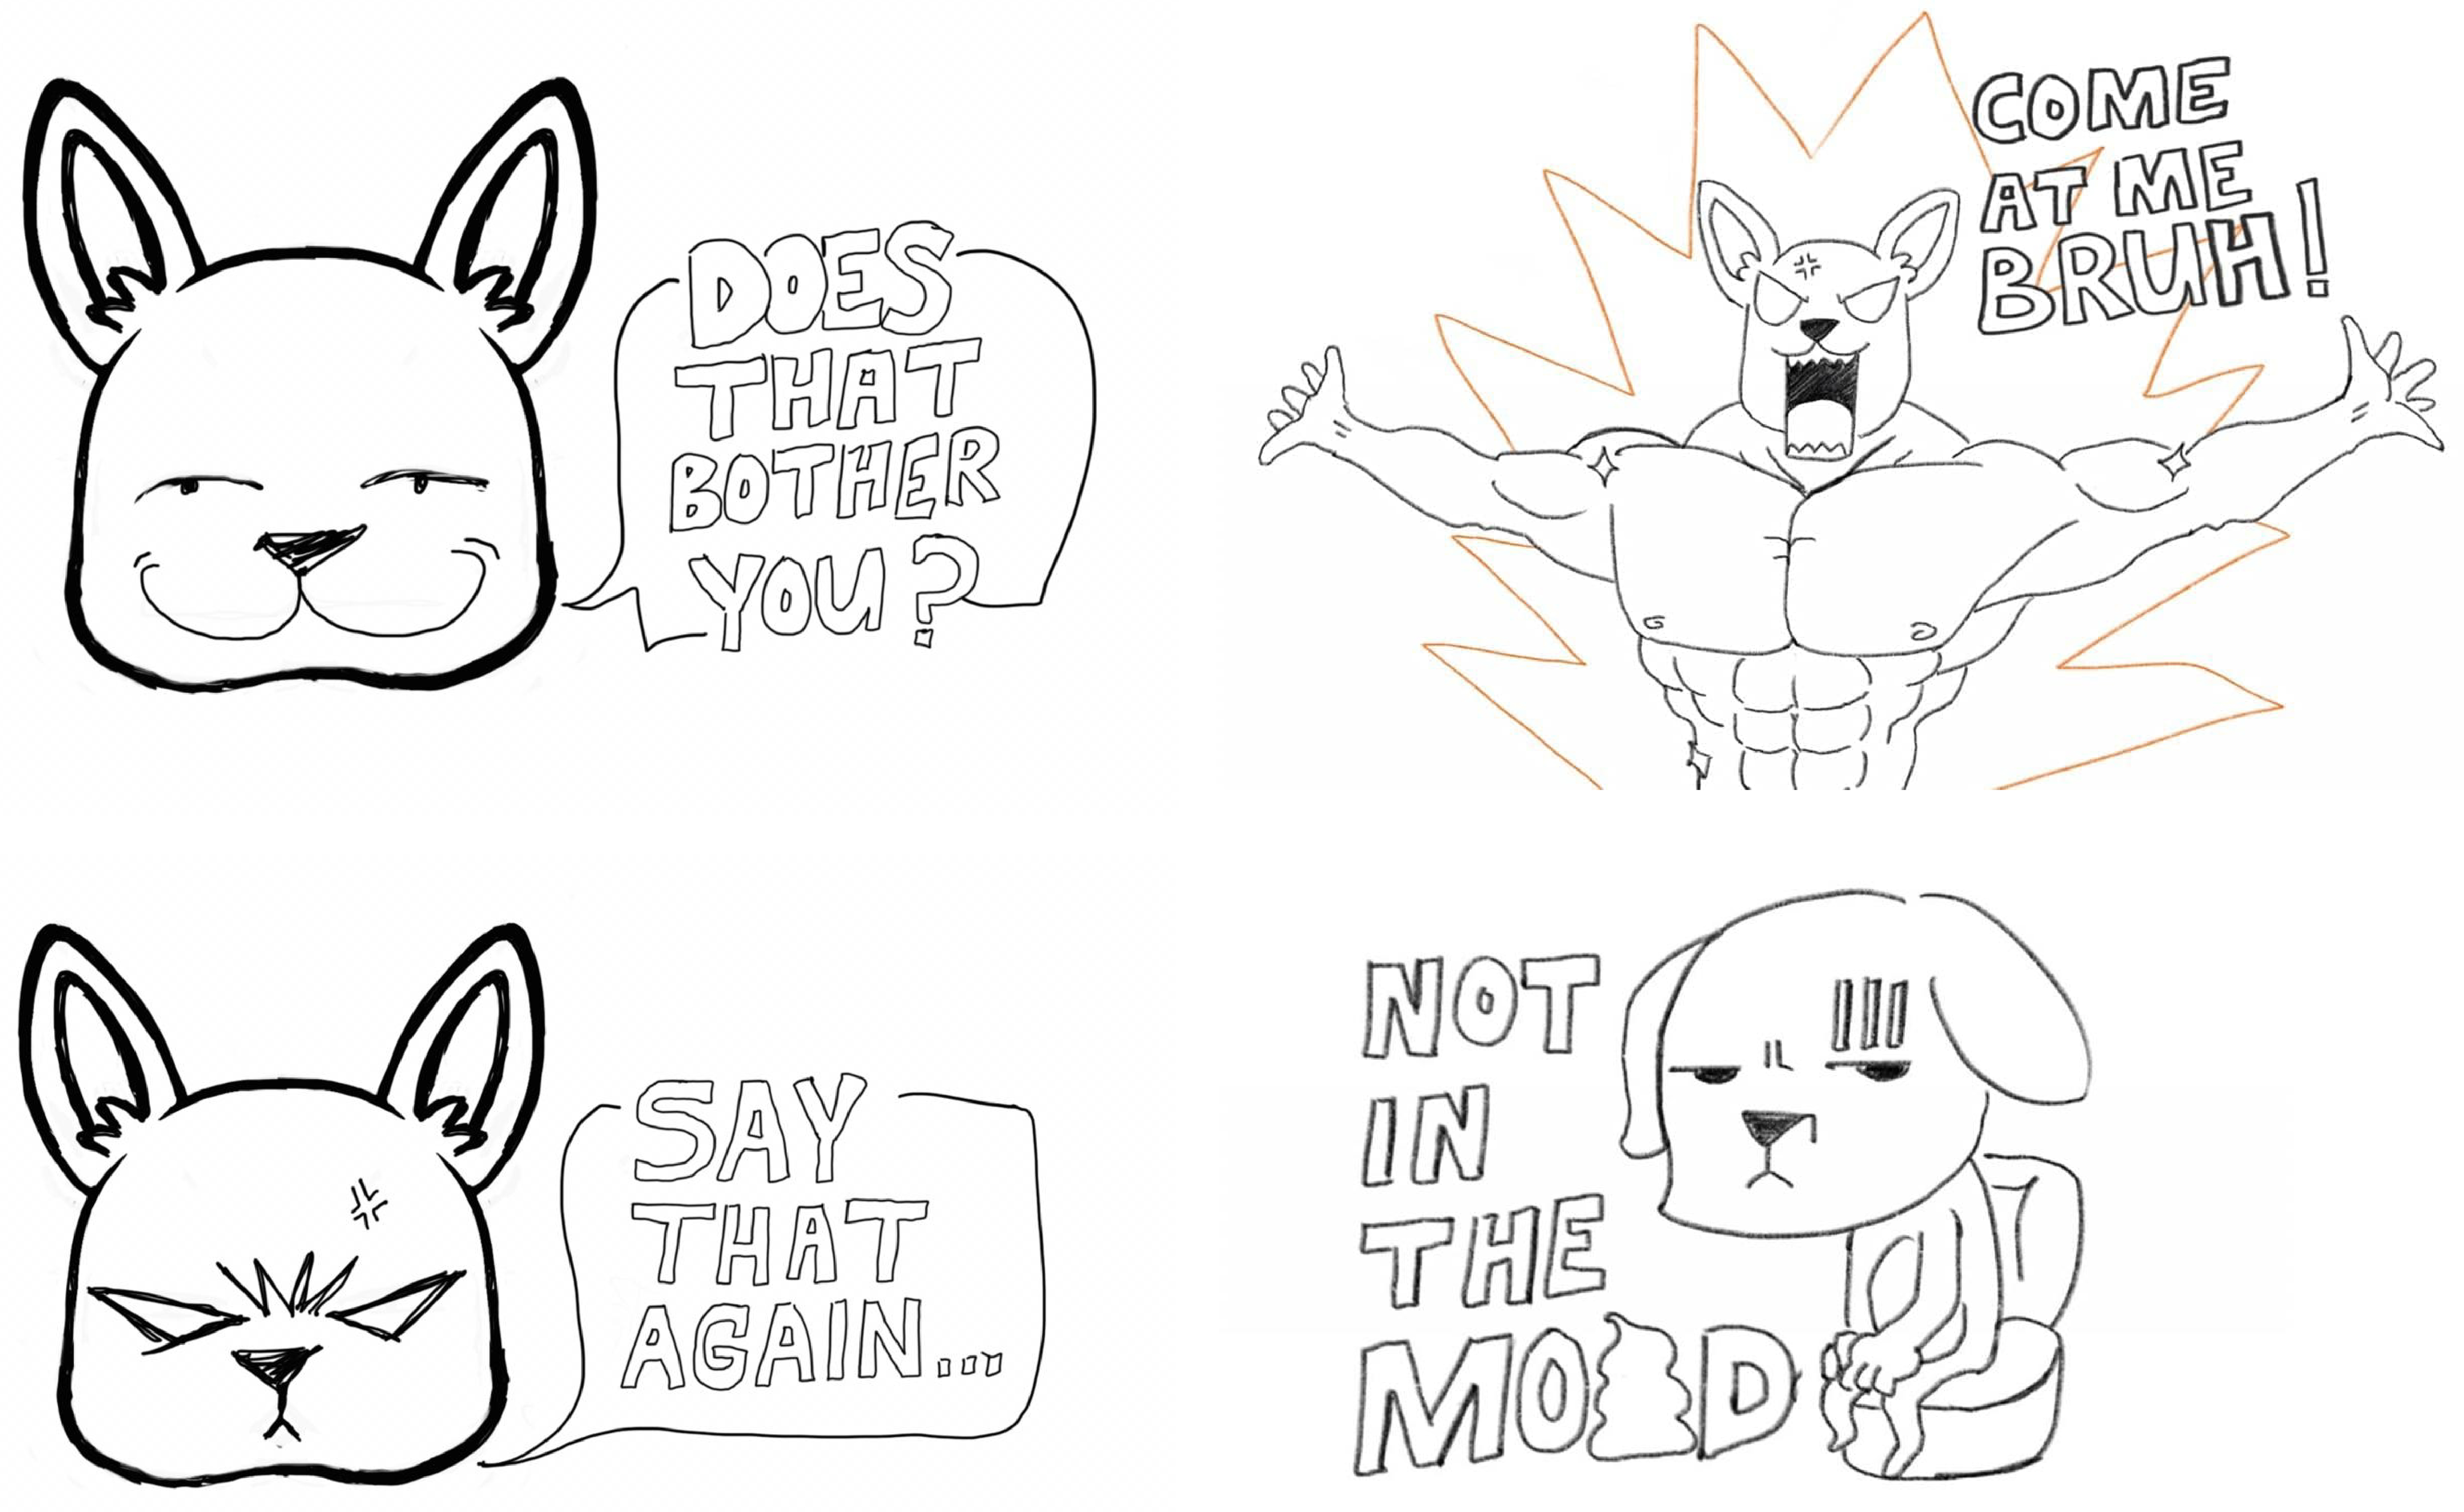 DOES
THAT
BOTHER
YOU?
COME
AT ME
BRUH!
SAY
THAT
AGAIN...
NOT
IN
THE
MOOD